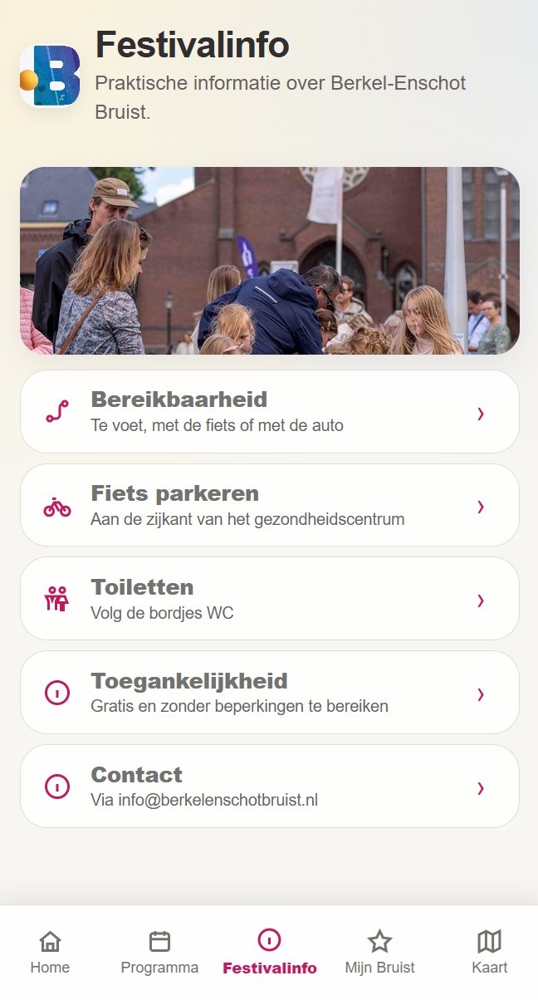 B
Festivalinfo
Praktische informatie over Berkel-Enschot
Bruist.
Bereikbaarheid
Te voet, met de fiets of met de auto
Fiets parkeren
Aan de zijkant van het gezondheidscentrum
Toiletten
Volg de bordjes WC
Toegankelijkheid
Gratis en zonder beperkingen te bereiken
Contact
Via info@berkelenschotbruist.nl
Home
Programma
Festivalinfo
Mijn Bruist
Kaart